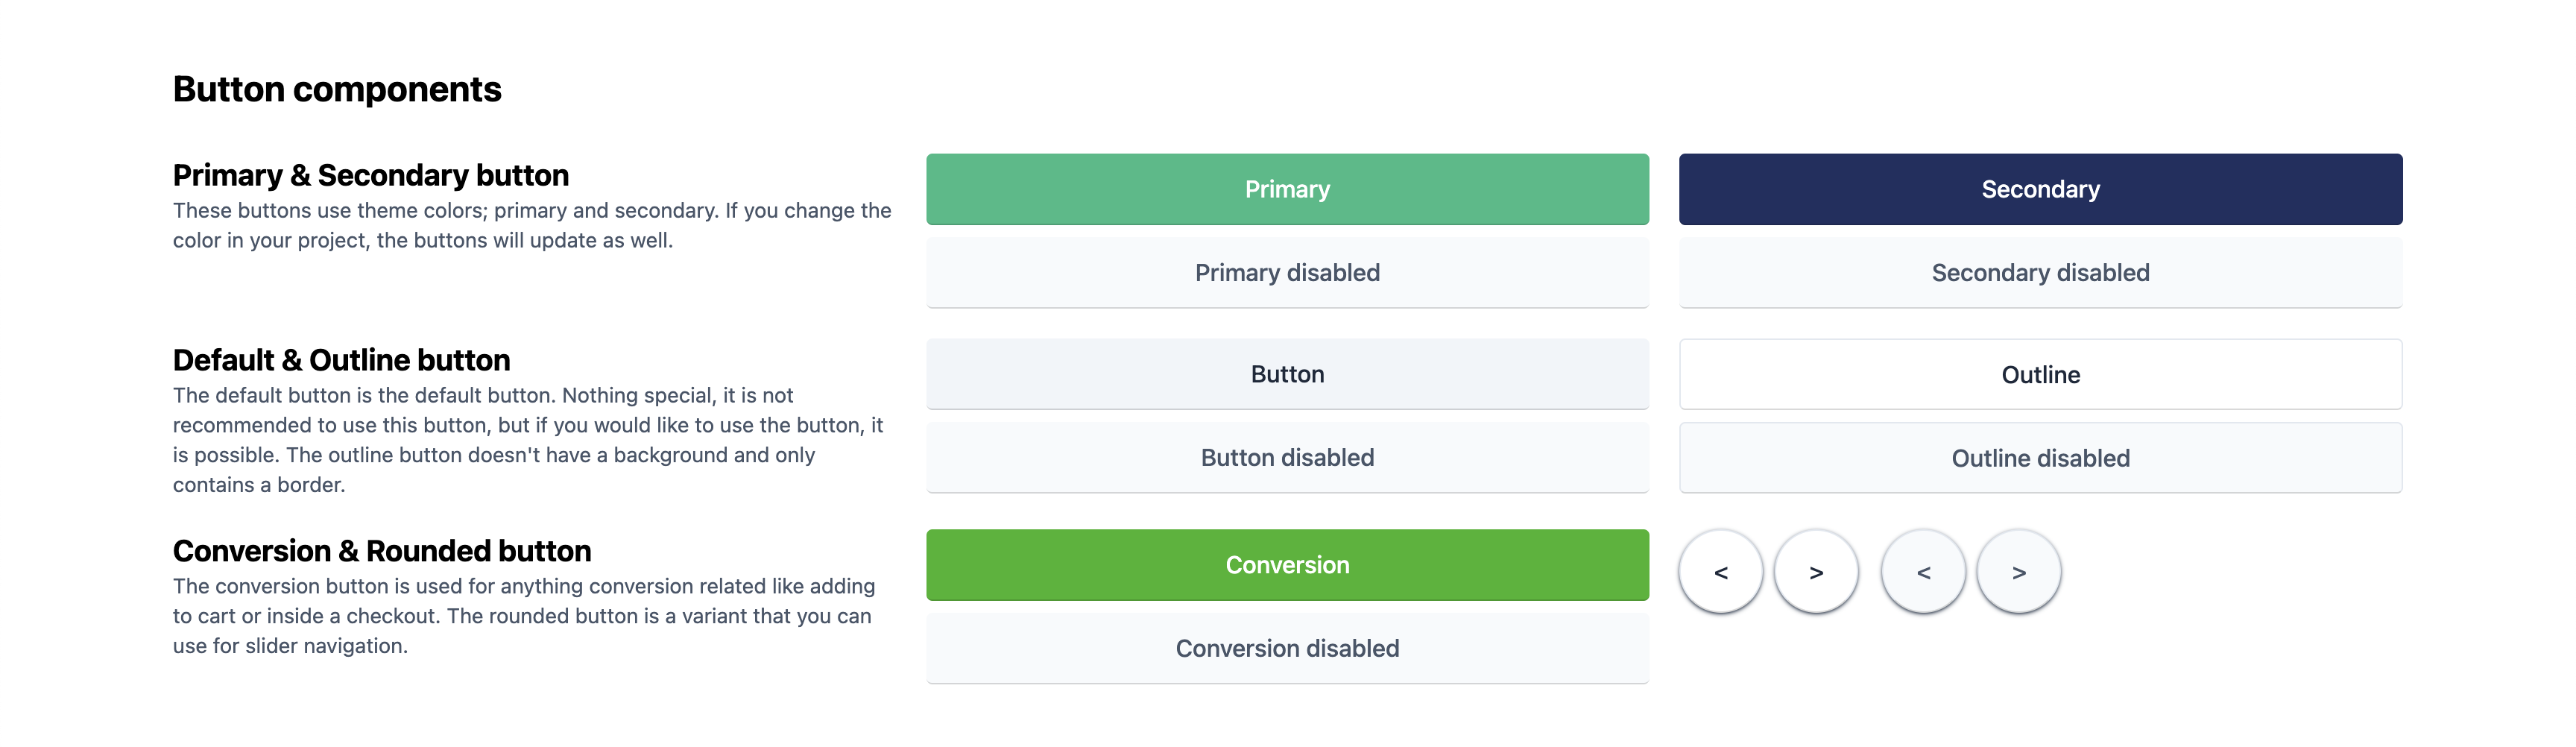 Button components
Primary & Secondary button
These buttons use theme colors; primary and secondary. If you change the
color in your project, the buttons will update as well.
Primary
Secondary
Primary disabled
Secondary disabled
Default & Outline button
The default button is the default button. Nothing special, it is not
recommended to use this button, but if you would like to use the button, it
is possible. The outline button doesn't have a background and only
contains a border.
Button
Outline
Button disabled
Outline disabled
Conversion & Rounded button
The conversion button is used for anything conversion related like adding
to cart or inside a checkout. The rounded button is a variant that you can
use for slider navigation.
Conversion
< > < >
Conversion disabled